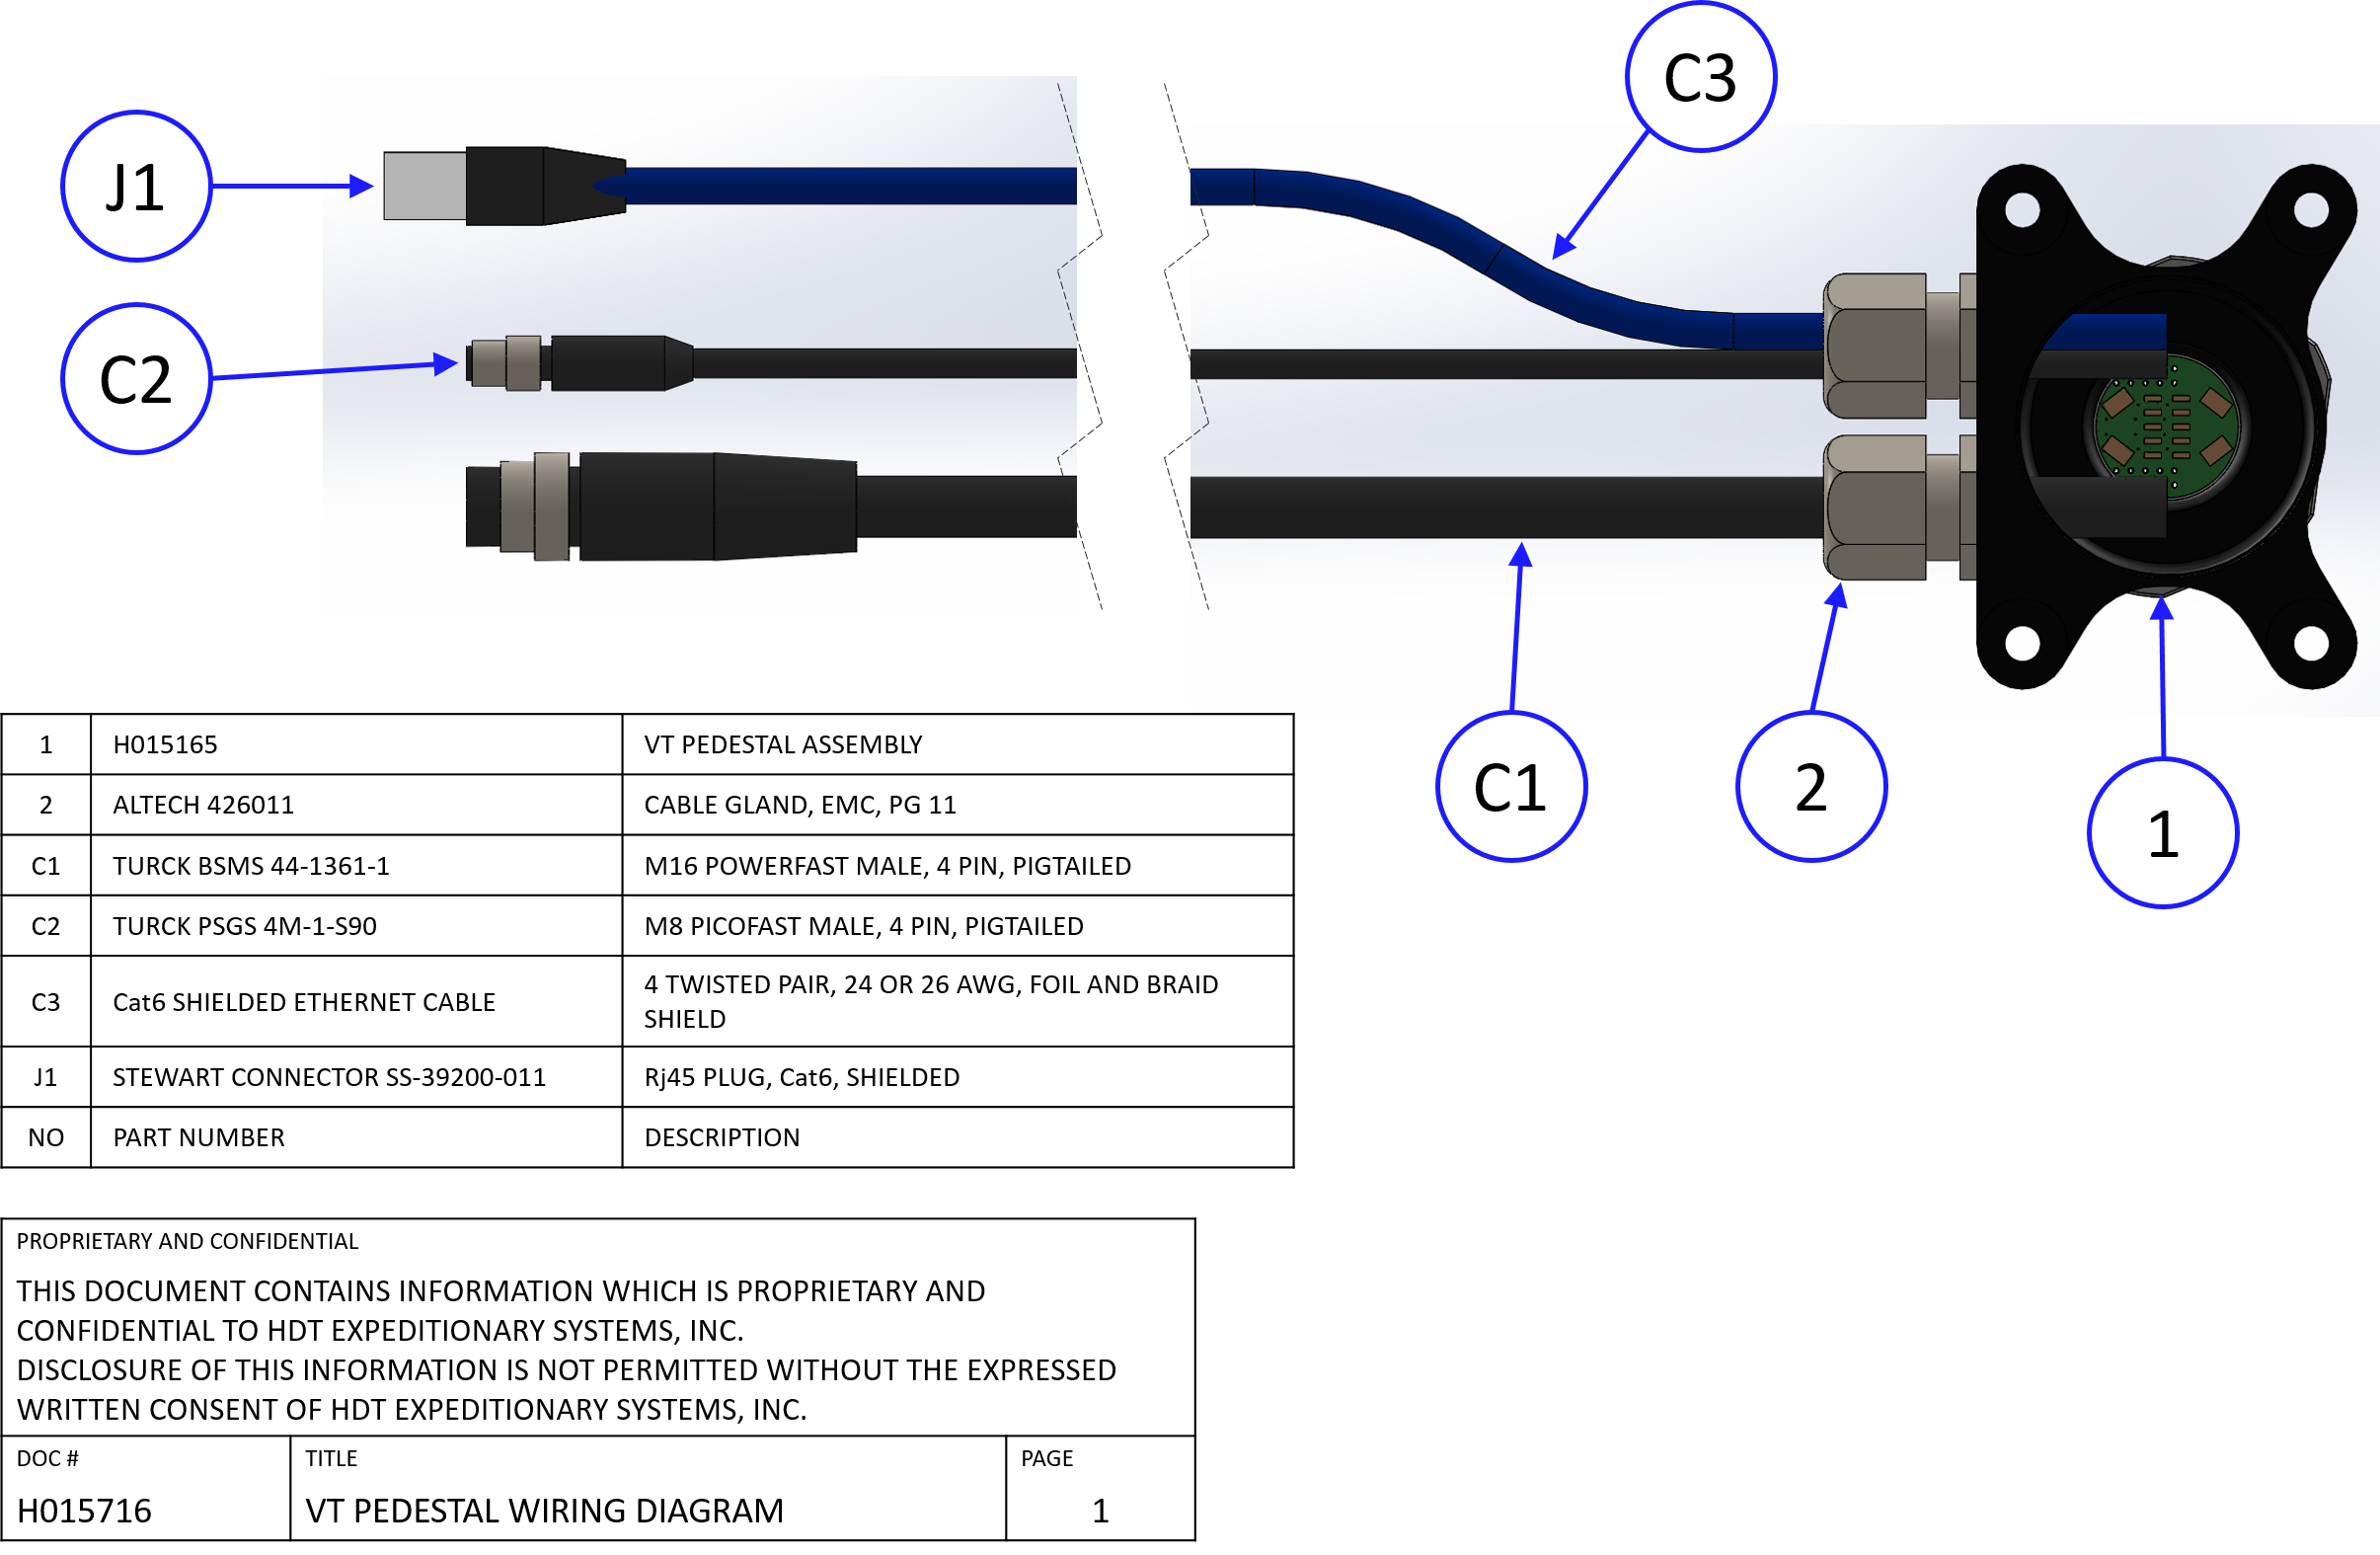 C3
J1
C2
C1
2
1
1 H015165 VT PEDESTAL ASSEMBLY
2 ALTECH 426011 CABLE GLAND, EMC, PG 11
C1 TURCK BSMS 44-1361-1 M16 POWERFAST MALE, 4 PIN, PIGTAILED
C2 TURCK PSGS 4M-1-S90 M8 PICOFAST MALE, 4 PIN, PIGTAILED
C3 Cat6 SHIELDED ETHERNET CABLE 4 TWISTED PAIR, 24 OR 26 AWG, FOIL AND BRAID
SHIELD
J1 STEWART CONNECTOR SS-39200-011 Rj45 PLUG, Cat6, SHIELDED
NO PART NUMBER DESCRIPTION
PROPRIETARY AND CONFIDENTIAL
THIS DOCUMENT CONTAINS INFORMATION WHICH IS PROPRIETARY AND
CONFIDENTIAL TO HDT EXPEDITIONARY SYSTEMS, INC.
DISCLOSURE OF THIS INFORMATION IS NOT PERMITTED WITHOUT THE EXPRESSED
WRITTEN CONSENT OF HDT EXPEDITIONARY SYSTEMS, INC.
DOC # TITLE PAGE
H015716 VT PEDESTAL WIRING DIAGRAM 1